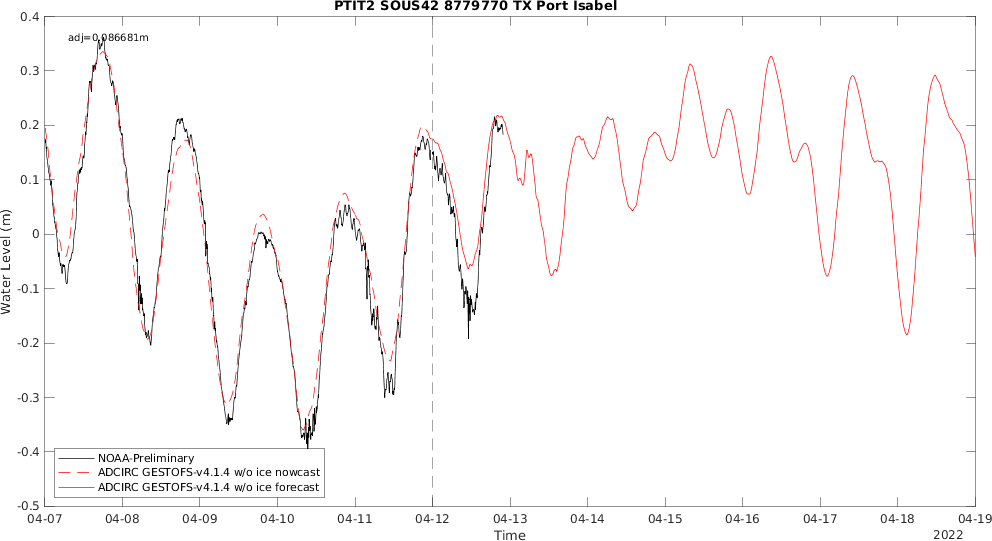 PTIT2 SOUS42 8779770 TX Port Isabel
adj=0.086681m
0.4
0.3
0.2
0.1
0
-0.1
-0.2
-0.3
-0.4
-0.5
Water Level (m)
NOAA-Preliminary
ADCIRC GESTOFS-v4.1.4 w/o ice nowcast
ADCIRC GESTOFS-v4.1.4 w/o ice forecast
04-07 04-08 04-09 04-10 04-11 04-12 04-13 04-14 04-15 04-16 04-17 04-18 04-19
Time
2022